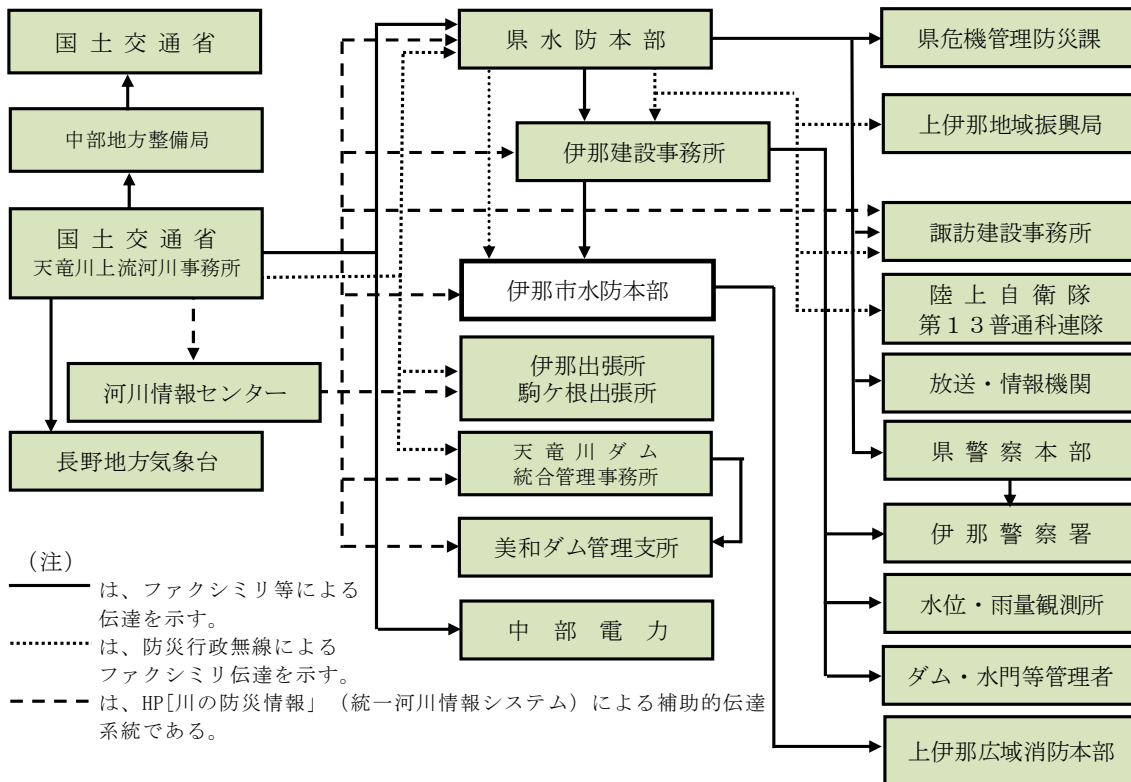 国土交通省
中部地方整備局
国土交通省
天竜川上流河川事務所
河川情報センター
長野地方気象台
県水防本部
伊那建設事務所
伊那市水防本部
伊那出張所
駒ケ根出張所
天竜川ダム
統合管理事務所
美和ダム管理支所
中部電力
県危機管理防災課
上伊那地域振興局
諏訪建設事務所
陸上自衛隊
第１３普通科連隊
放送・情報機関
県警察本部
伊那警察署
水位・雨量観測所
ダム・水門等管理者
上伊那広域消防本部
（注）
は、ファクシミリ等による
伝達を示す。
は、防災行政無線による
ファクシミリ伝達を示す。
は、HP[川の防災情報」（統一河川情報システム）による補助的伝達
系統である。